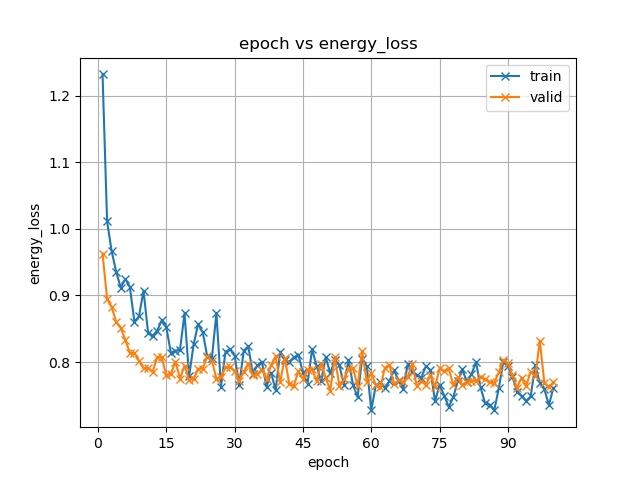 epoch vs energy_loss
train
valid
energy_loss
1.2
1.1
1.0
0.9
0.8
0 15 30 45 60 75 90
epoch